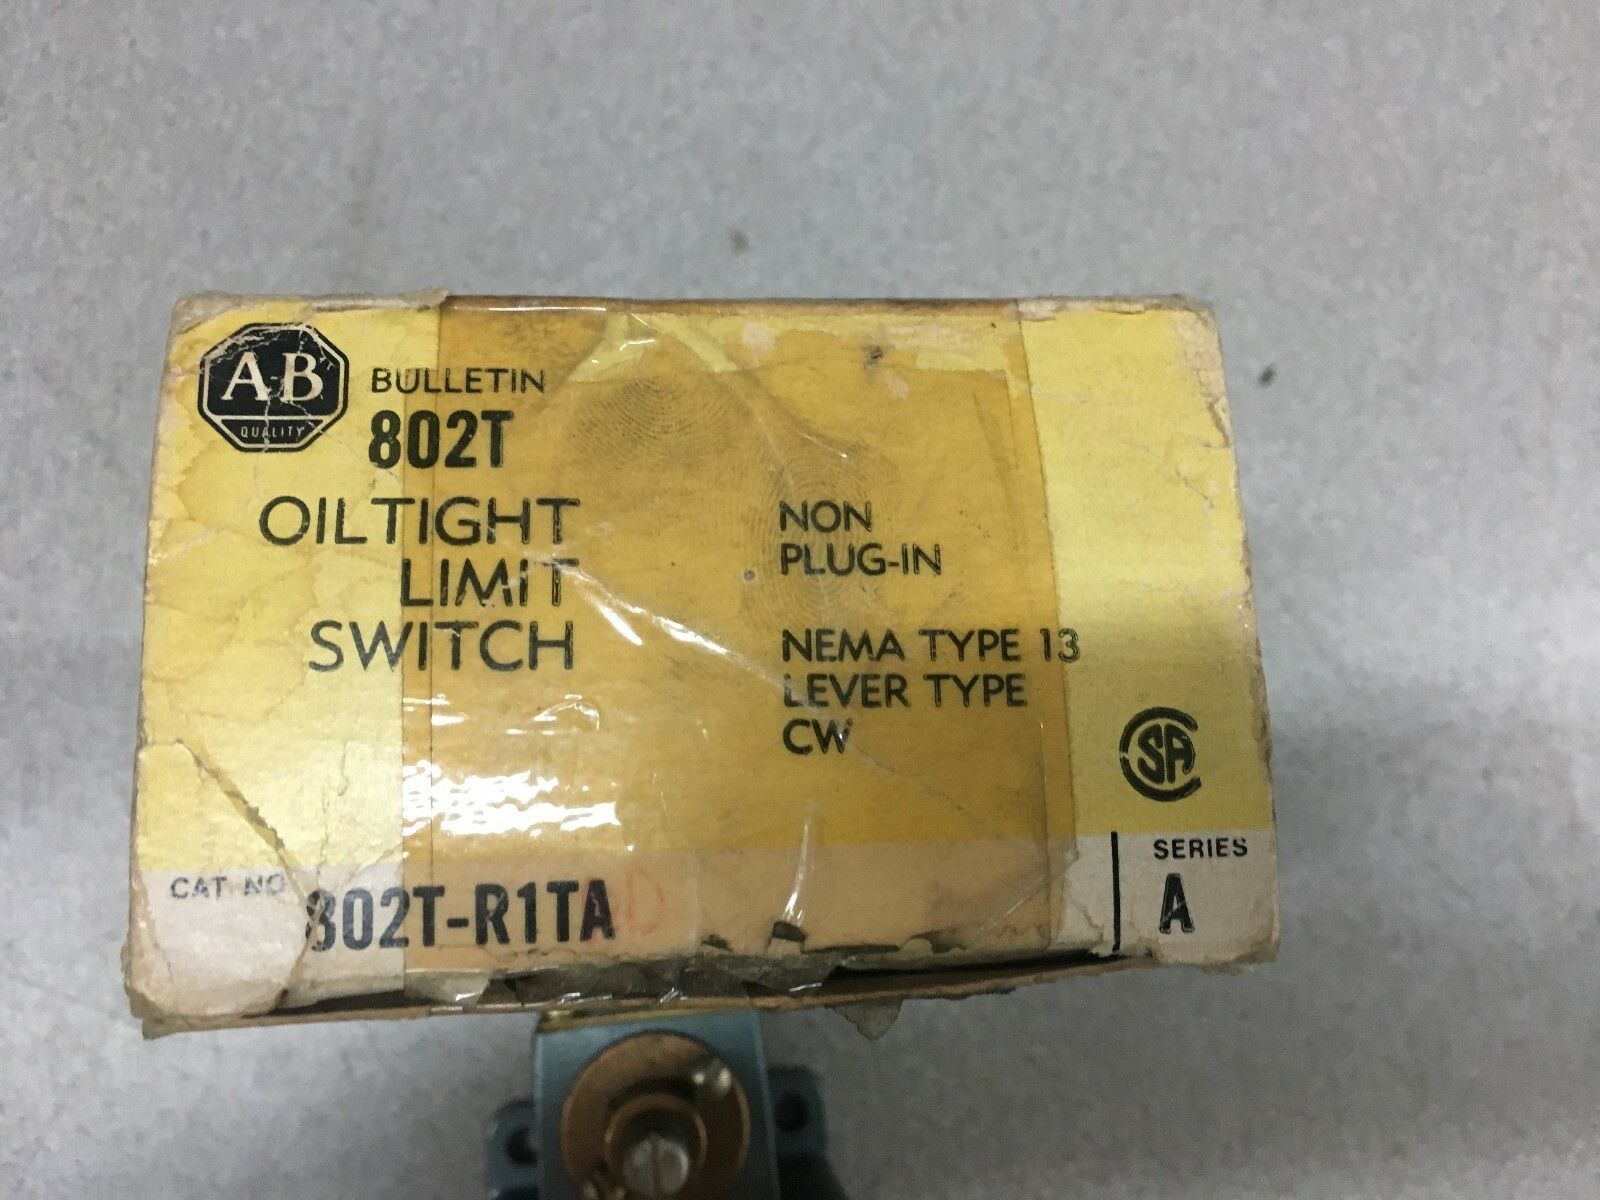 A-B
QUALITY
BULLETIN
802T
OILTIGHT
LIMIT
SWITCH
NON
PLUG-IN
NEMA TYPE 13
LEVER TYPE
CW
SA
CAT. NO.
802T-R1TA
SERIES
A